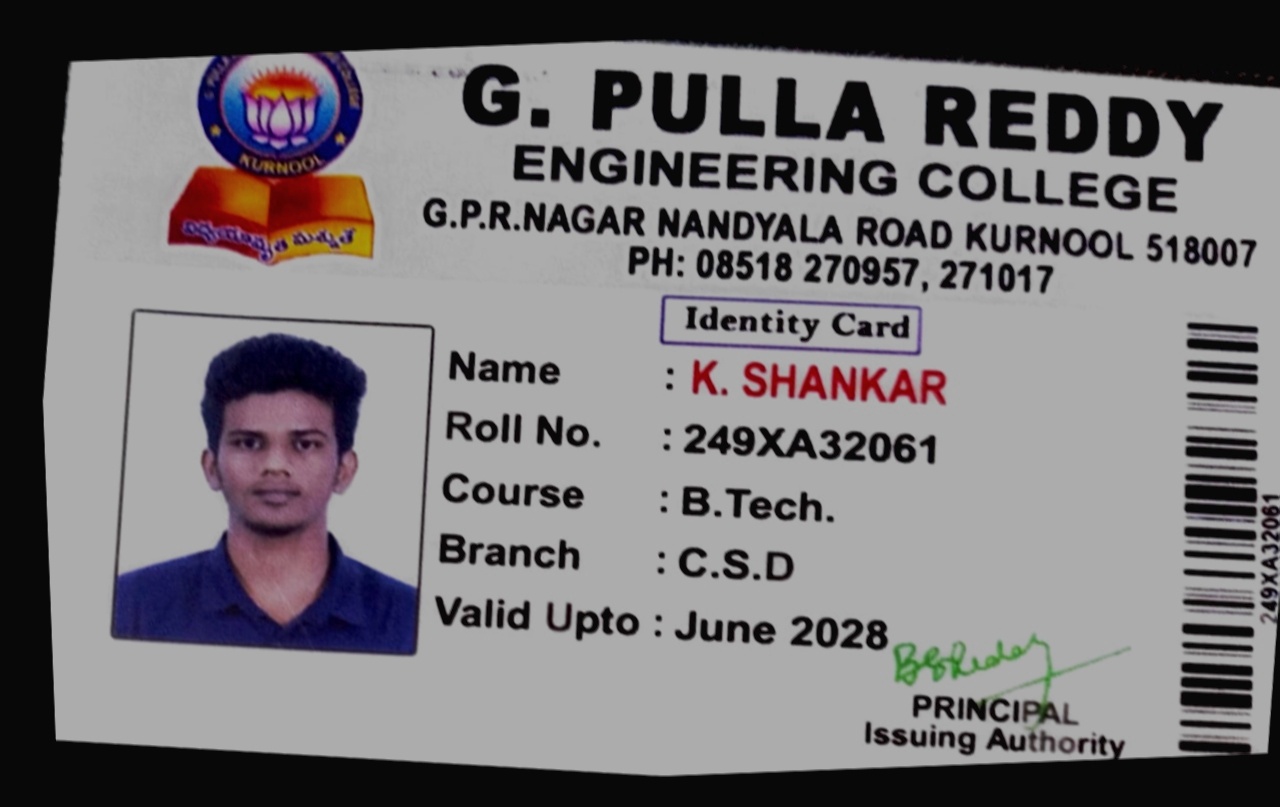 KURNOOL
G. PULLA REDDY
ENGINEERING COLLEGE
G.P.R.NAGAR NANDYALA ROAD KURNOOL 518007
PH: 08518 270957, 271017
Identity Card
Name : K. SHANKAR
Roll No. : 249XA32061
Course : B.Tech.
Branch : C.S.D
Valid Upto : June 2028
PRINCIPAL
Issuing Authority
249XA32061